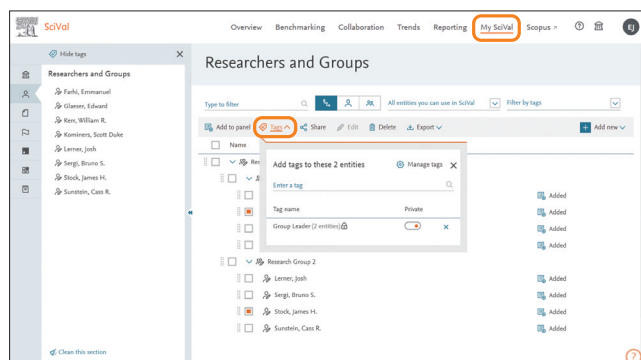 SciVal
Overview Benchmarking Collaboration Trends Reporting My SciVal Scopus EJ
Hide tags
Researchers and Groups
Farhi, Emmanuel
Glaeser, Edward
Kerr, William R.
Kominers, Scott Duke
Lerner, Josh
Sergi, Bruno S.
Stock, James H.
Sunstein, Cass R.
Clean this section
Researchers and Groups
Type to filter
All entities you can use in SciVal
Filter by tags
Add to panel Tags Share Edit Delete Export Add new
Name
Add tags to these 2 entities Manage tags
Enter a tag
Tag name Private
Group Leader (2 entities)
Added
Added
Added
Added
Research Group 2
Lerner, Josh Added
Sergi, Bruno S. Added
Stock, James H. Added
Sunstein, Cass R. Added